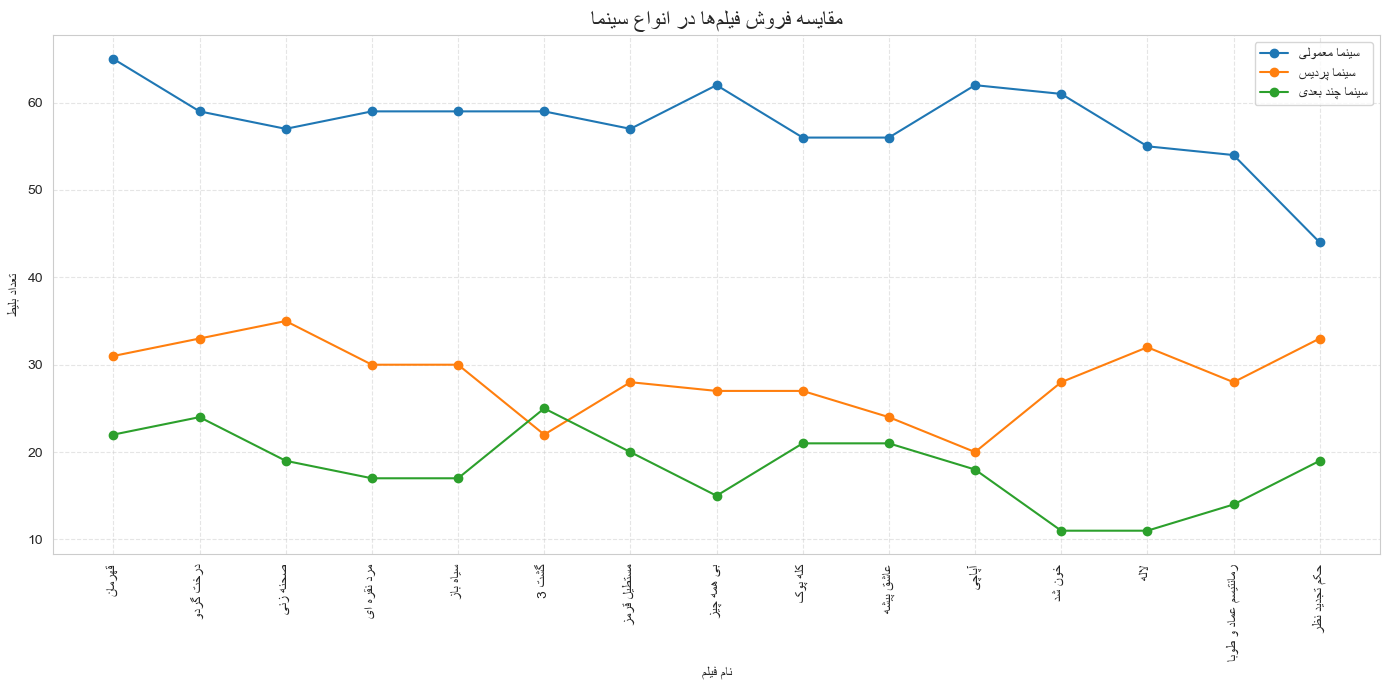 مقایسه فروش فیلم‌ها در انواع سینما
سینما معمولی
سینما پردیس
سینما چند بعدی
تعداد بلیط
60
50
40
30
20
10
قهرمان
درخت گردو
صحنه زنی
مرد نقره ای
سیاه باز
گشت 3
مستطیل قرمز
بی همه چیز
کله پوک
عاشق پیشه
آپاچی
خون شد
لاله
رمانتیسم عماد و طوبا
حکم تجدید نظر
نام فیلم